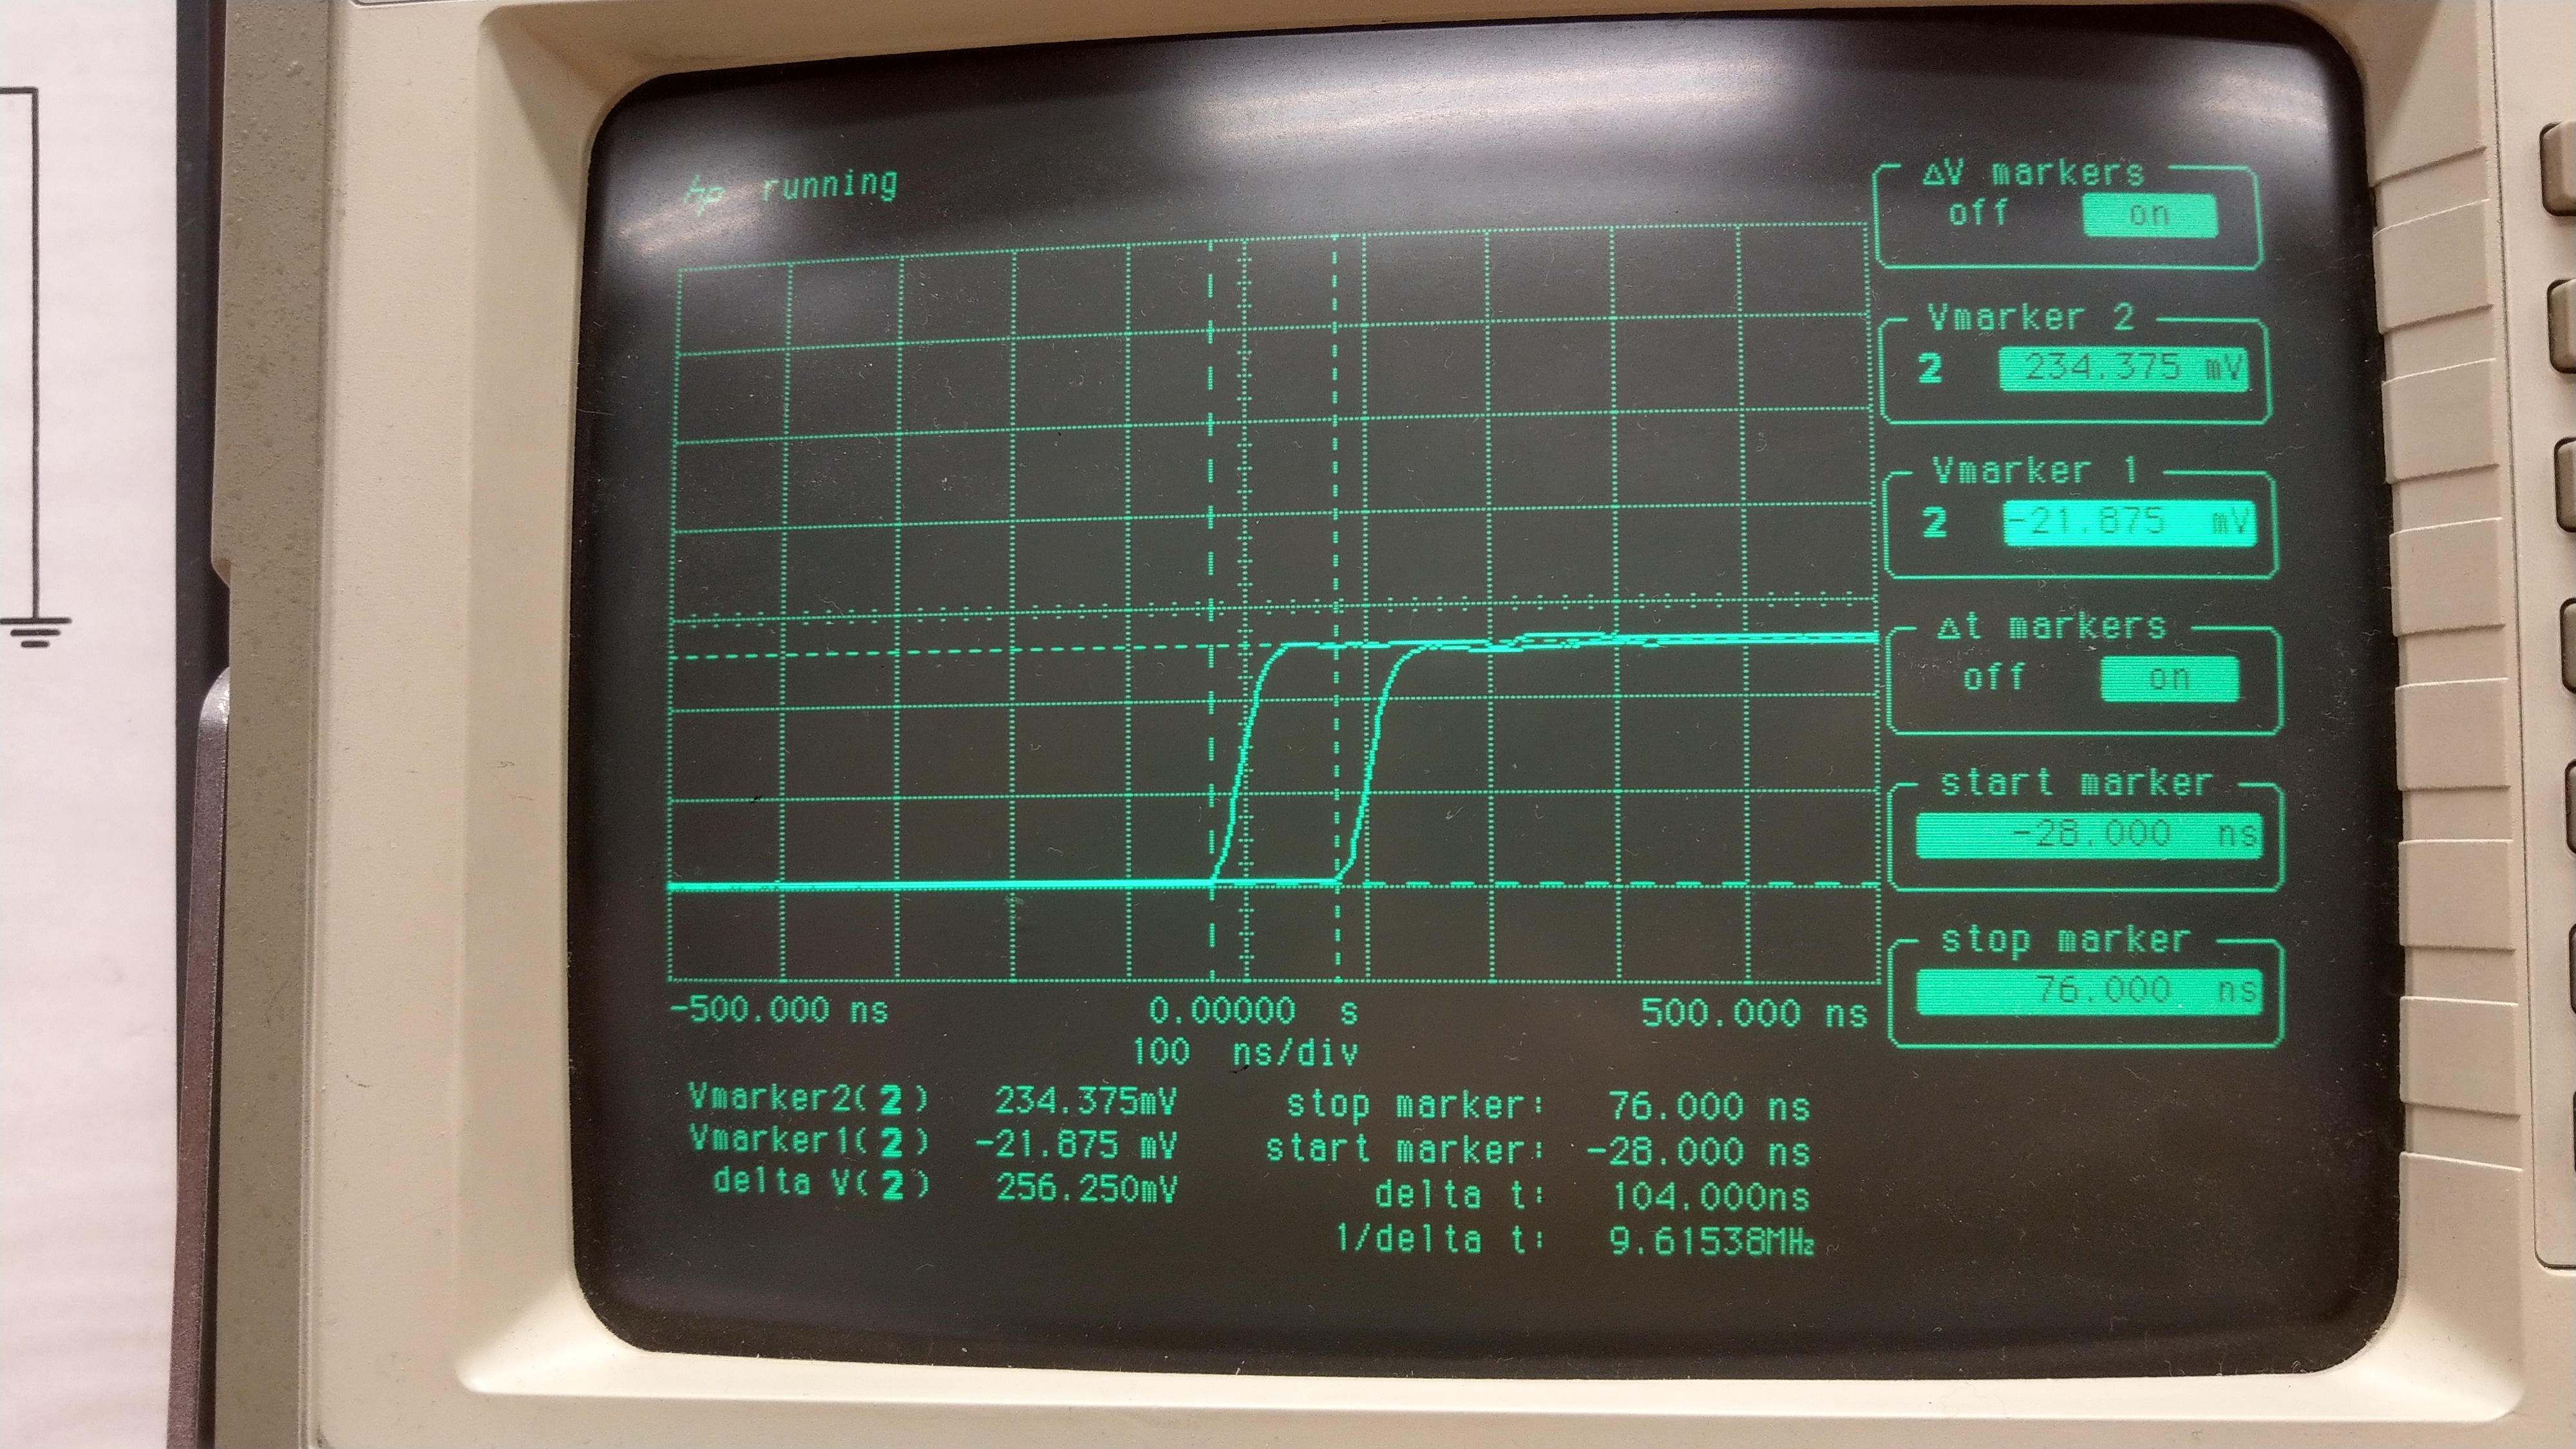 hp running
ΔV markers
off on
Vmarker 2
2 234.375 mV
Vmarker 1
2 -21.875 mV
Δt markers
off on
start marker
-28.000 ns
stop marker
76.000 ns
-500.000 ns 0.00000 s 500.000 ns
100 ns/div
Vmarker2(2) 234.375mV stop marker: 76.000 ns
Vmarker1(2) -21.875 mV start marker: -28.000 ns
delta V(2) 256.250mV delta t: 104.000ns
1/delta t: 9.61538MHz